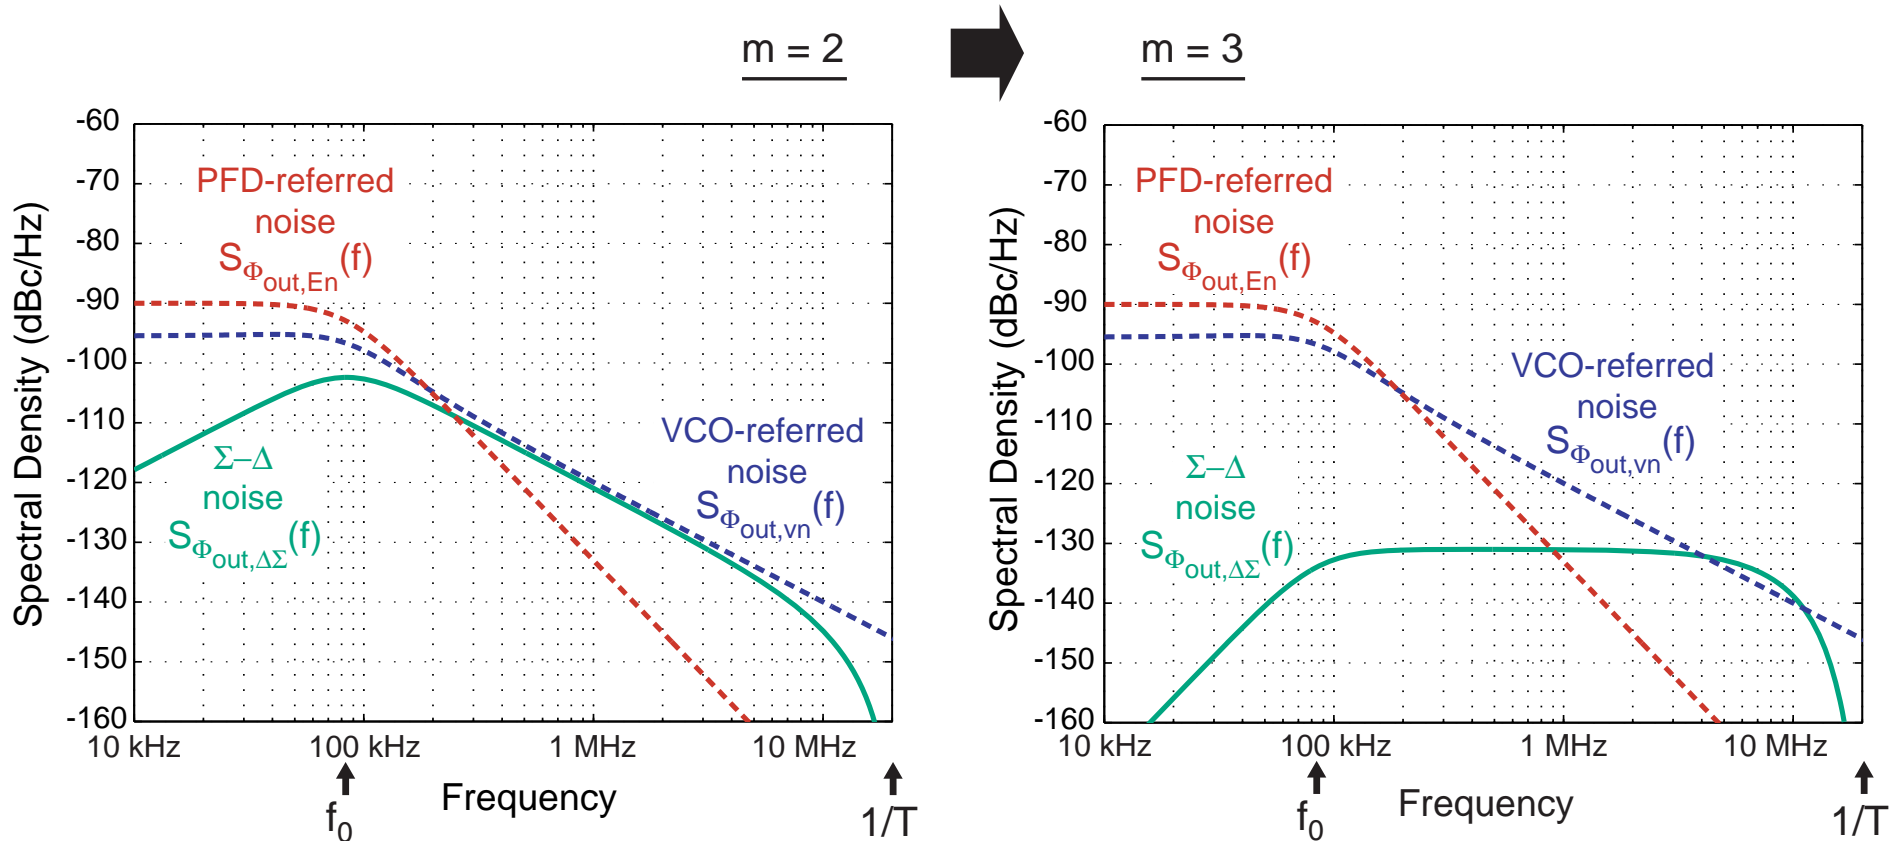 m = 2
m = 3
Spectral Density (dBc/Hz)
-60
-70
-80
-90
-100
-110
-120
-130
-140
-150
-160
PFD-referred
noise
SΦout,En(f)
VCO-referred
noise
SΦout,vn(f)
Σ−Δ
noise
SΦout,ΔΣ(f)
10 kHz
100 kHz
1 MHz
10 MHz
f0
Frequency
1/T
Spectral Density (dBc/Hz)
-60
-70
-80
-90
-100
-110
-120
-130
-140
-150
-160
PFD-referred
noise
SΦout,En(f)
VCO-referred
noise
SΦout,vn(f)
Σ−Δ
noise
SΦout,ΔΣ(f)
10 kHz
100 kHz
1 MHz
10 MHz
f0
Frequency
1/T